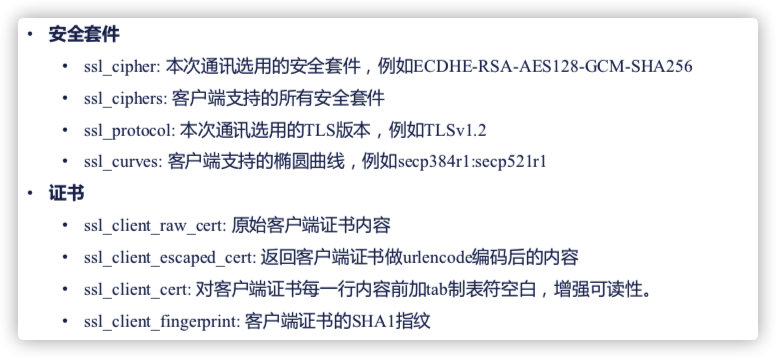 • 安全套件
• ssl_cipher: 本次通讯选用的安全套件，例如ECDHE-RSA-AES128-GCM-SHA256
• ssl_ciphers: 客户端支持的所有安全套件
• ssl_protocol: 本次通讯选用的TLS版本，例如TLSv1.2
• ssl_curves: 客户端支持的椭圆曲线，例如secp384r1:secp521r1
• 证书
• ssl_client_raw_cert: 原始客户端证书内容
• ssl_client_escaped_cert: 返回客户端证书做urlencode编码后的内容
• ssl_client_cert: 对客户端证书每一行内容前加tab制表符空白，增强可读性。
• ssl_client_fingerprint: 客户端证书的SHA1指纹